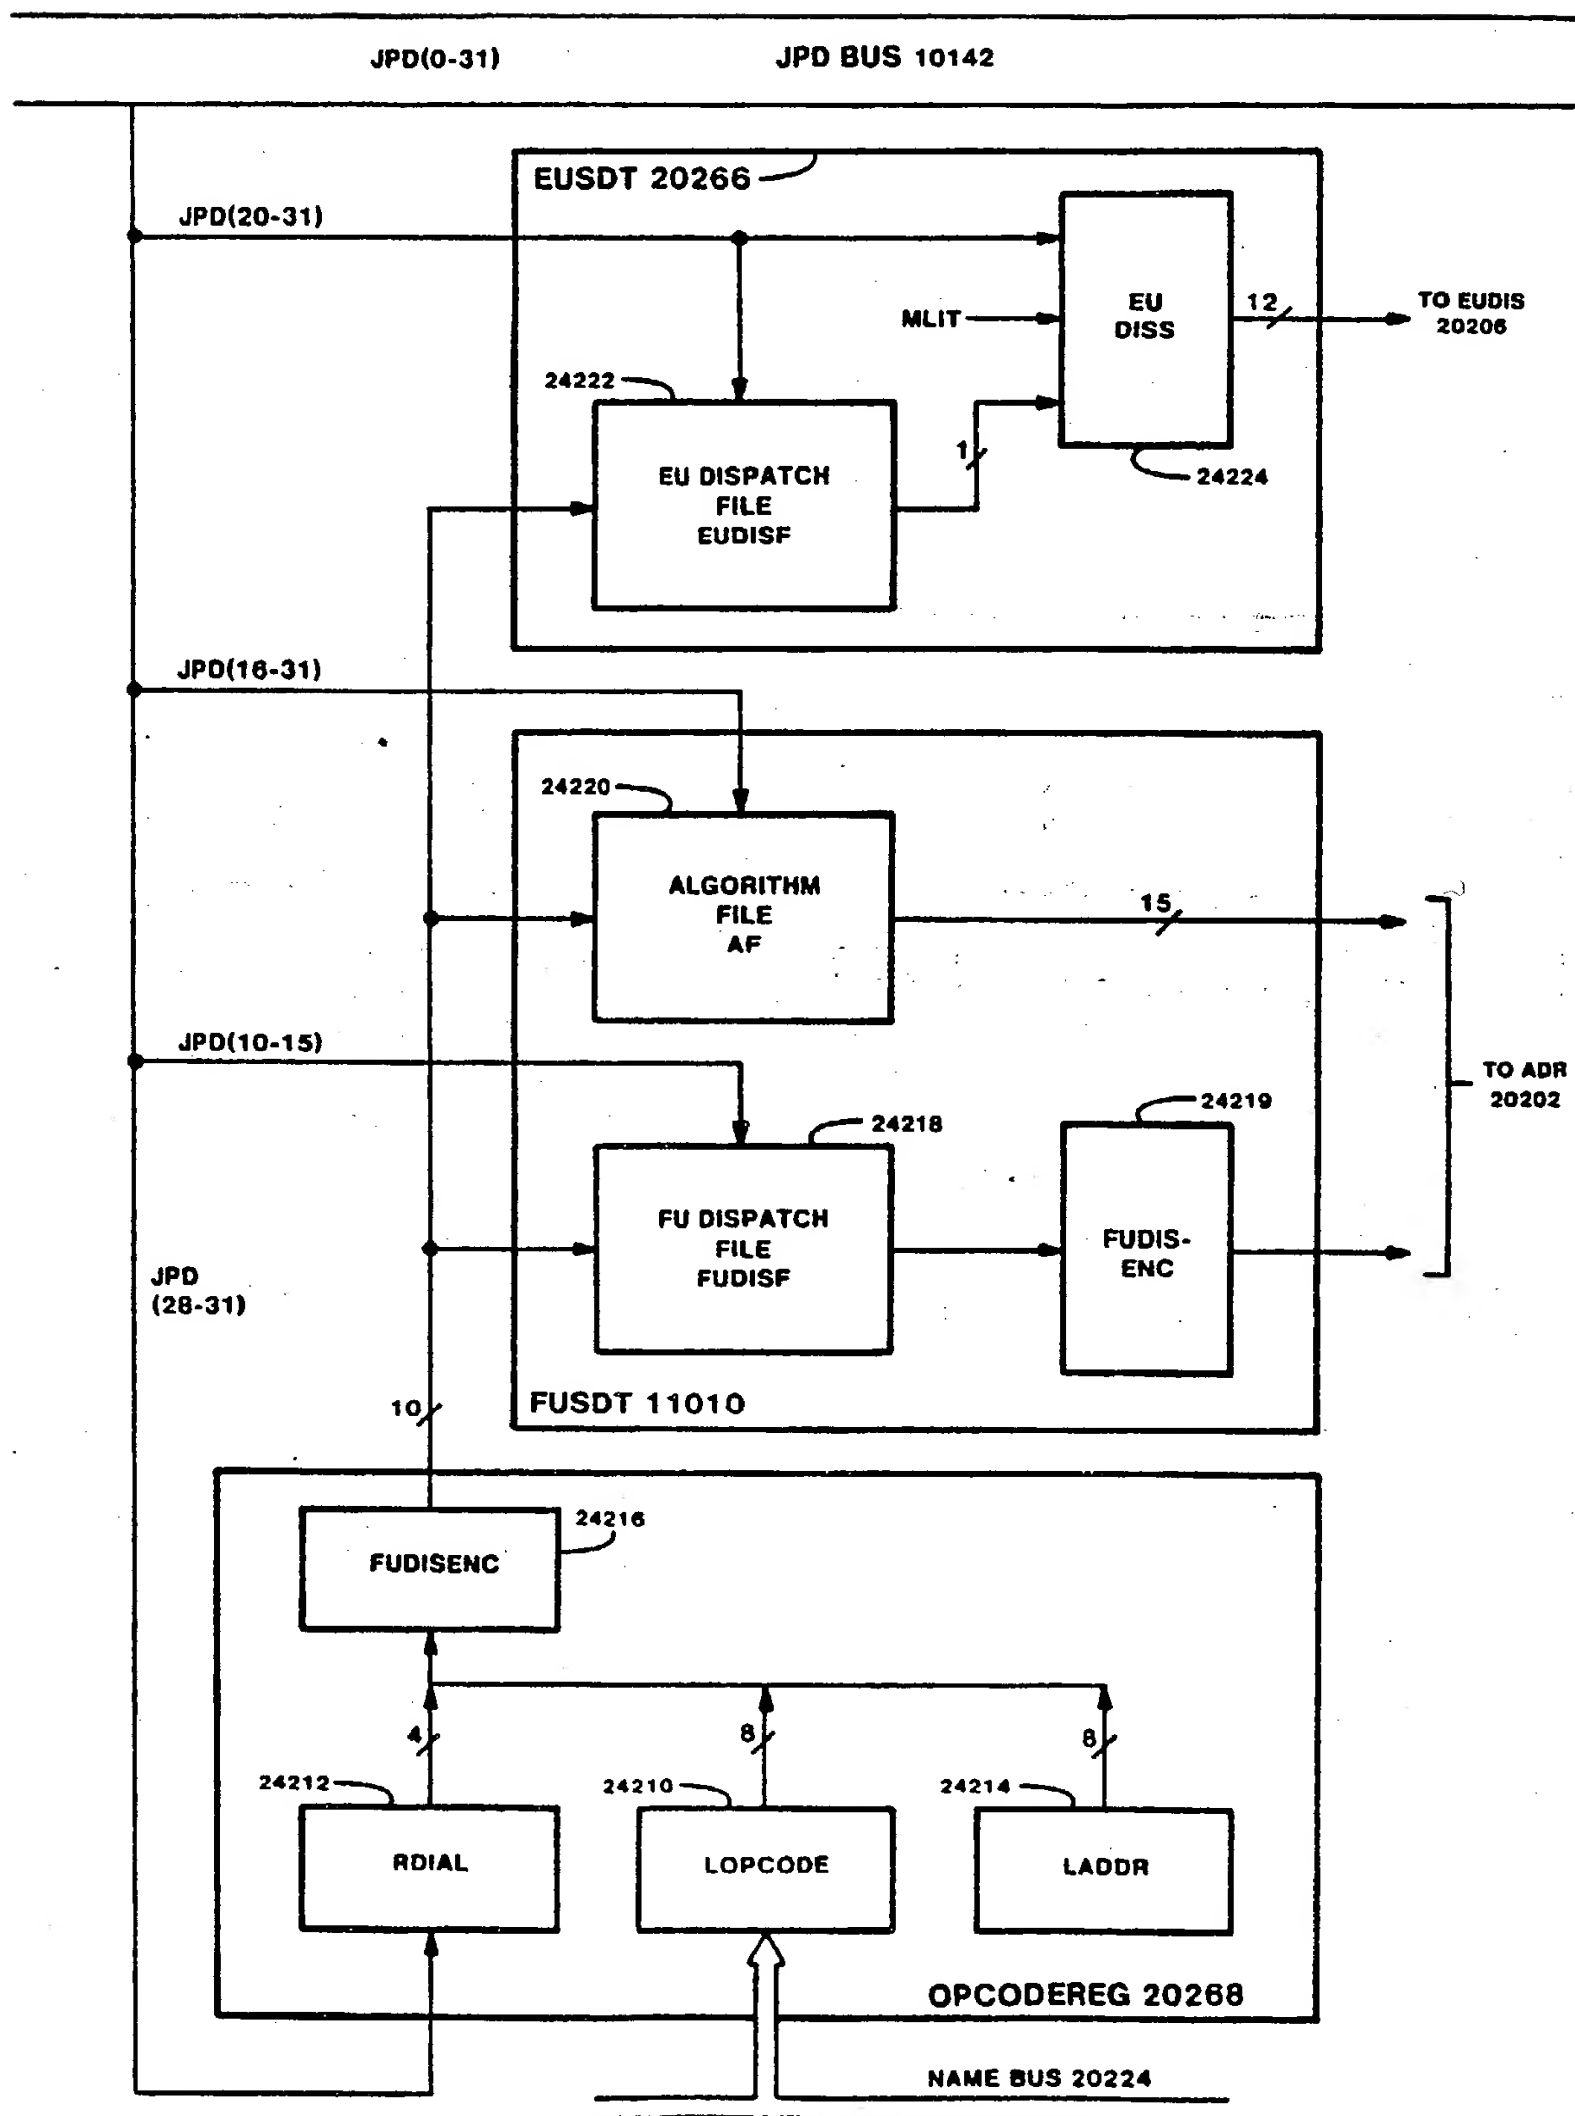 JPD(0-31)
JPD BUS 10142
EUSDT 20266
JPD(20-31)
MLIT
EU
DISS
12
TO EUDIS
20206
24222
EU DISPATCH
FILE
EUDISF
1
24224
JPD(16-31)
24220
ALGORITHM
FILE
AF
15
JPD(10-15)
24218
FU DISPATCH
FILE
FUDISF
24219
FUDIS-
ENC
TO ADR
20202
JPD
(28-31)
FUSDT 11010
10
FUDISENC
24216
4
8
8
24212
RDIAL
24210
LOPCODE
24214
LADDR
OPCODEREG 20268
NAME BUS 20224